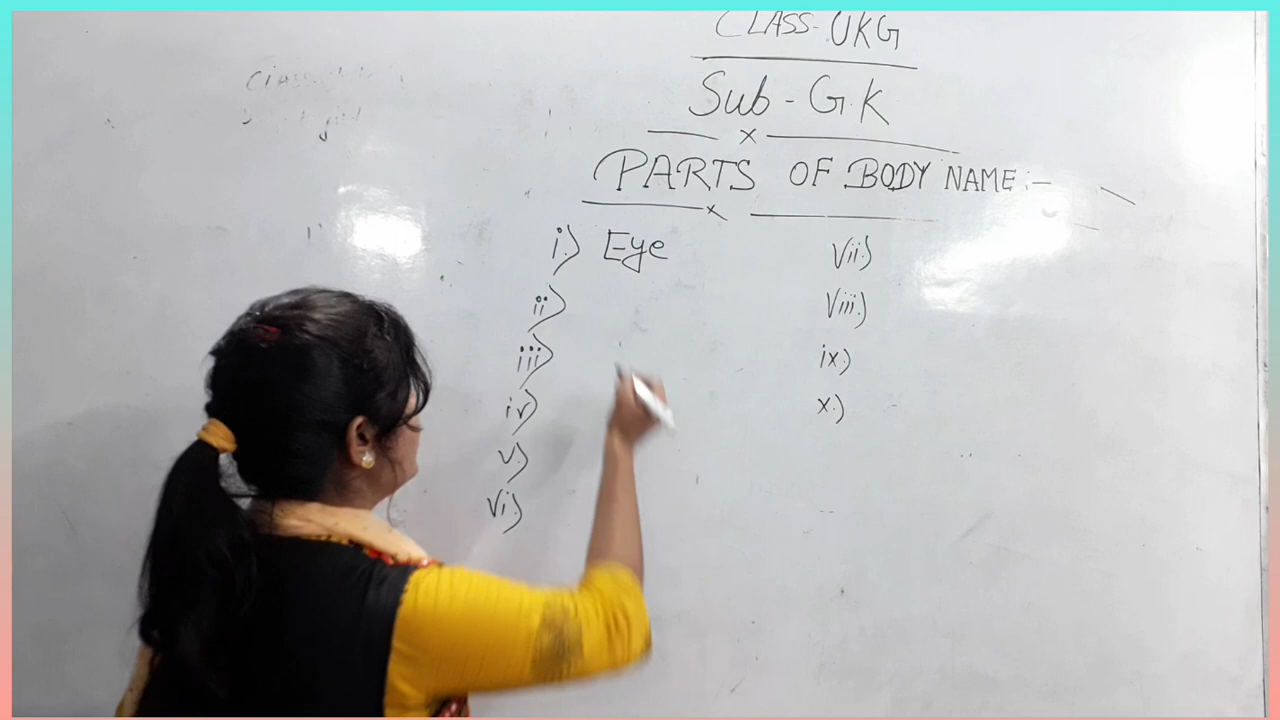 CLASS-UKG
Sub-G.K
PARTS OF BODY NAME:-
i.) Eye
ii)
iii)
iv)
v.)
vi)
vii)
viii.)
ix.)
x.)